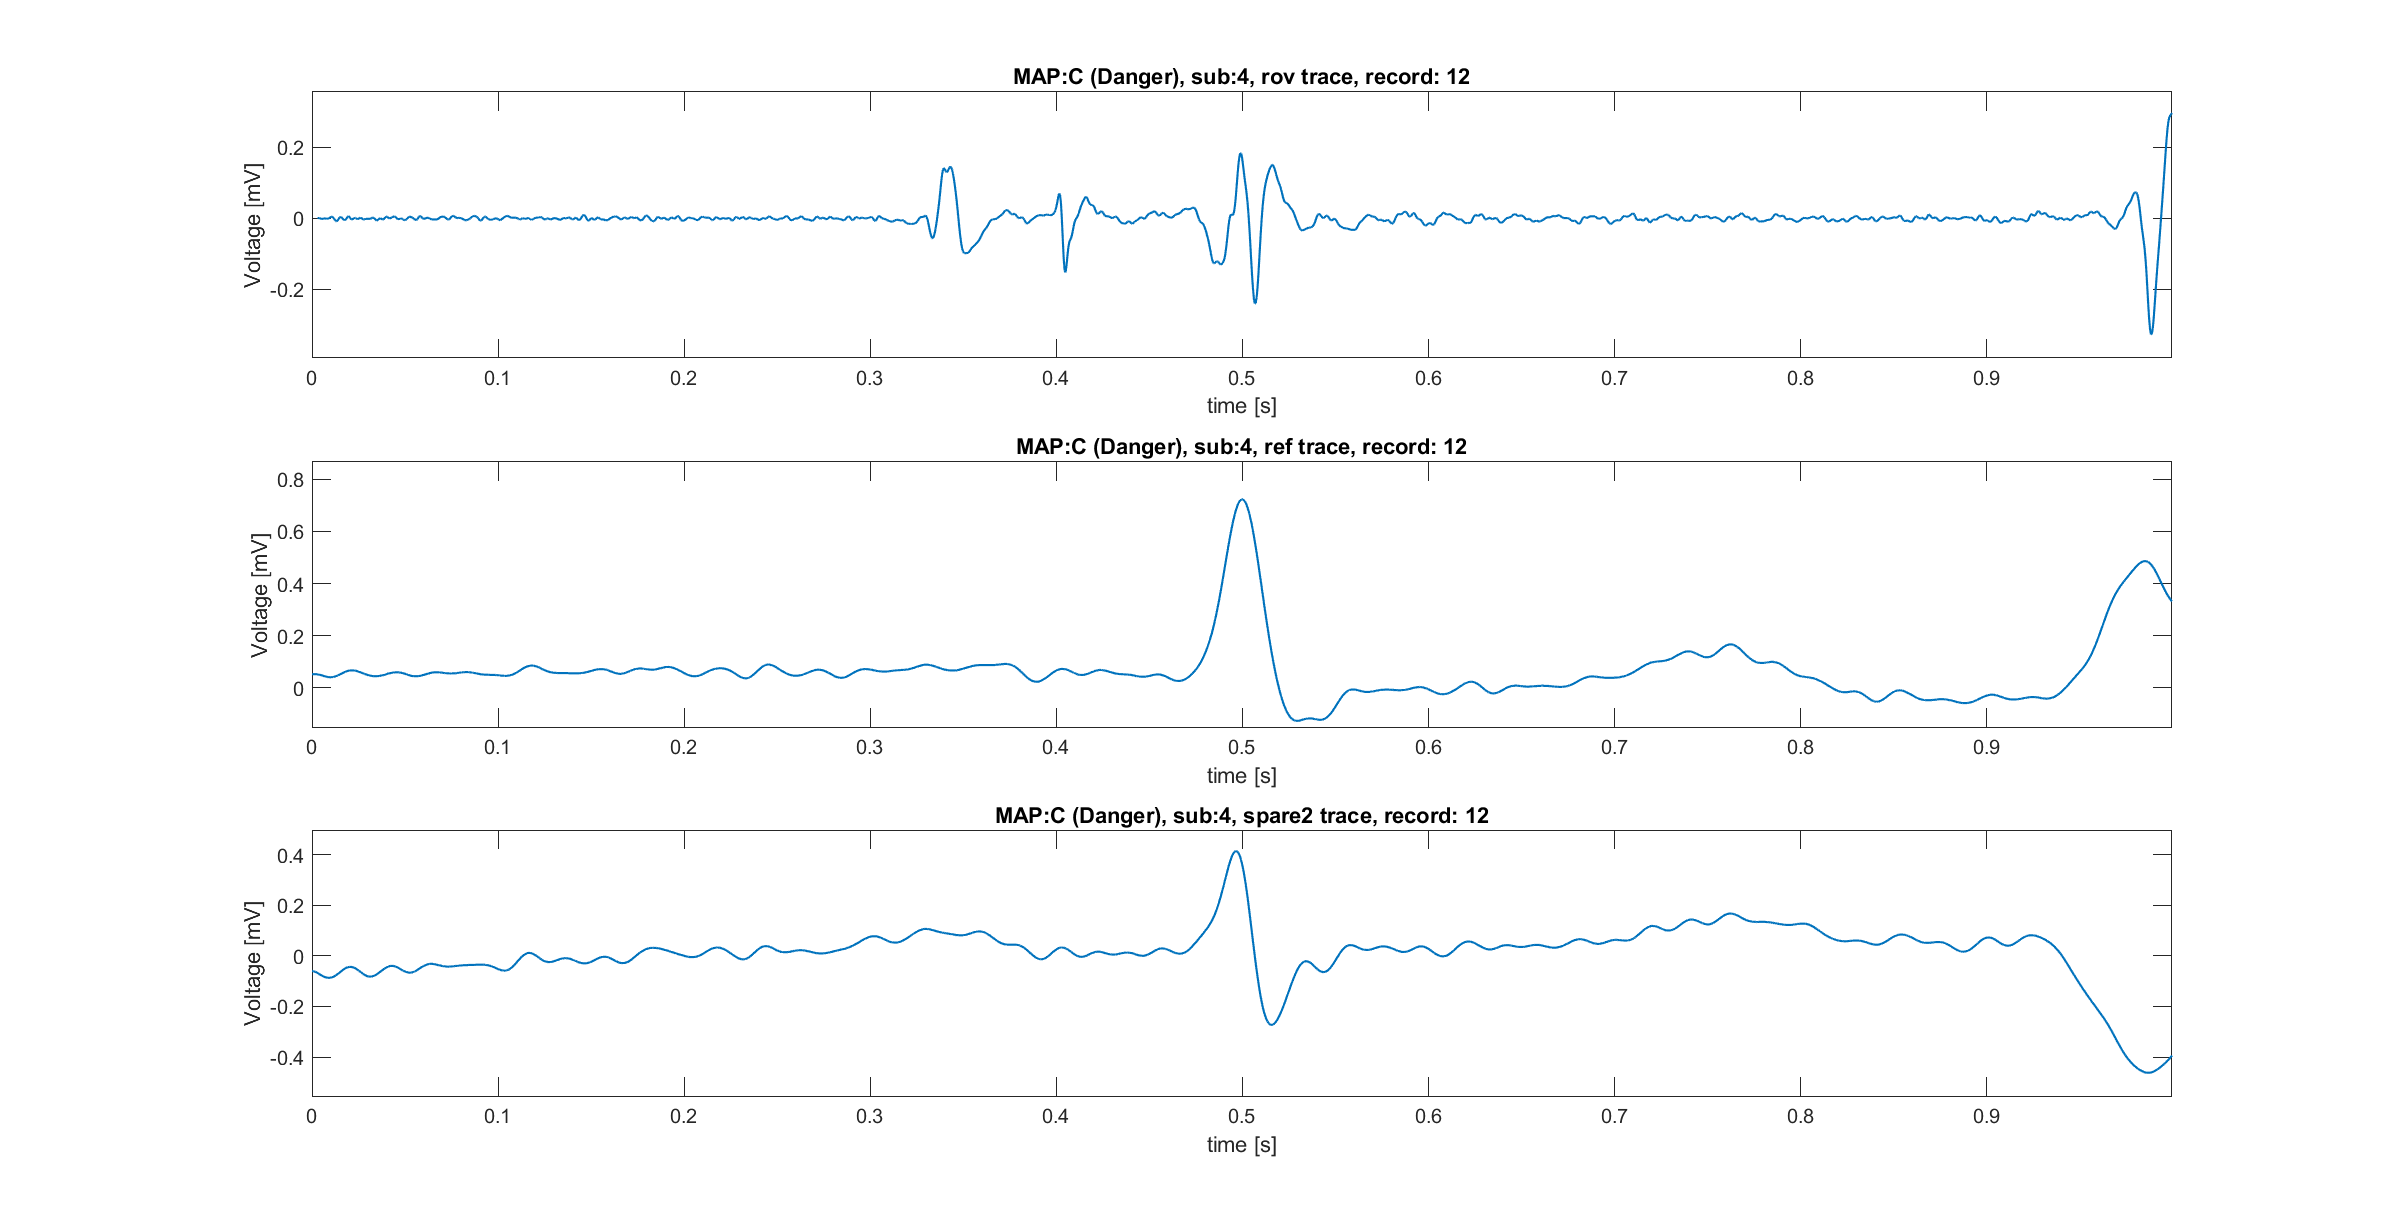 MAP:C (Danger), sub:4, rov trace, record: 12
Voltage [mV]
0.2
0
-0.2
0 0.1 0.2 0.3 0.4 0.5 0.6 0.7 0.8 0.9
time [s]
MAP:C (Danger), sub:4, ref trace, record: 12
Voltage [mV]
0.8
0.6
0.4
0.2
0
0 0.1 0.2 0.3 0.4 0.5 0.6 0.7 0.8 0.9
time [s]
MAP:C (Danger), sub:4, spare2 trace, record: 12
Voltage [mV]
0.4
0.2
0
-0.2
-0.4
0 0.1 0.2 0.3 0.4 0.5 0.6 0.7 0.8 0.9
time [s]